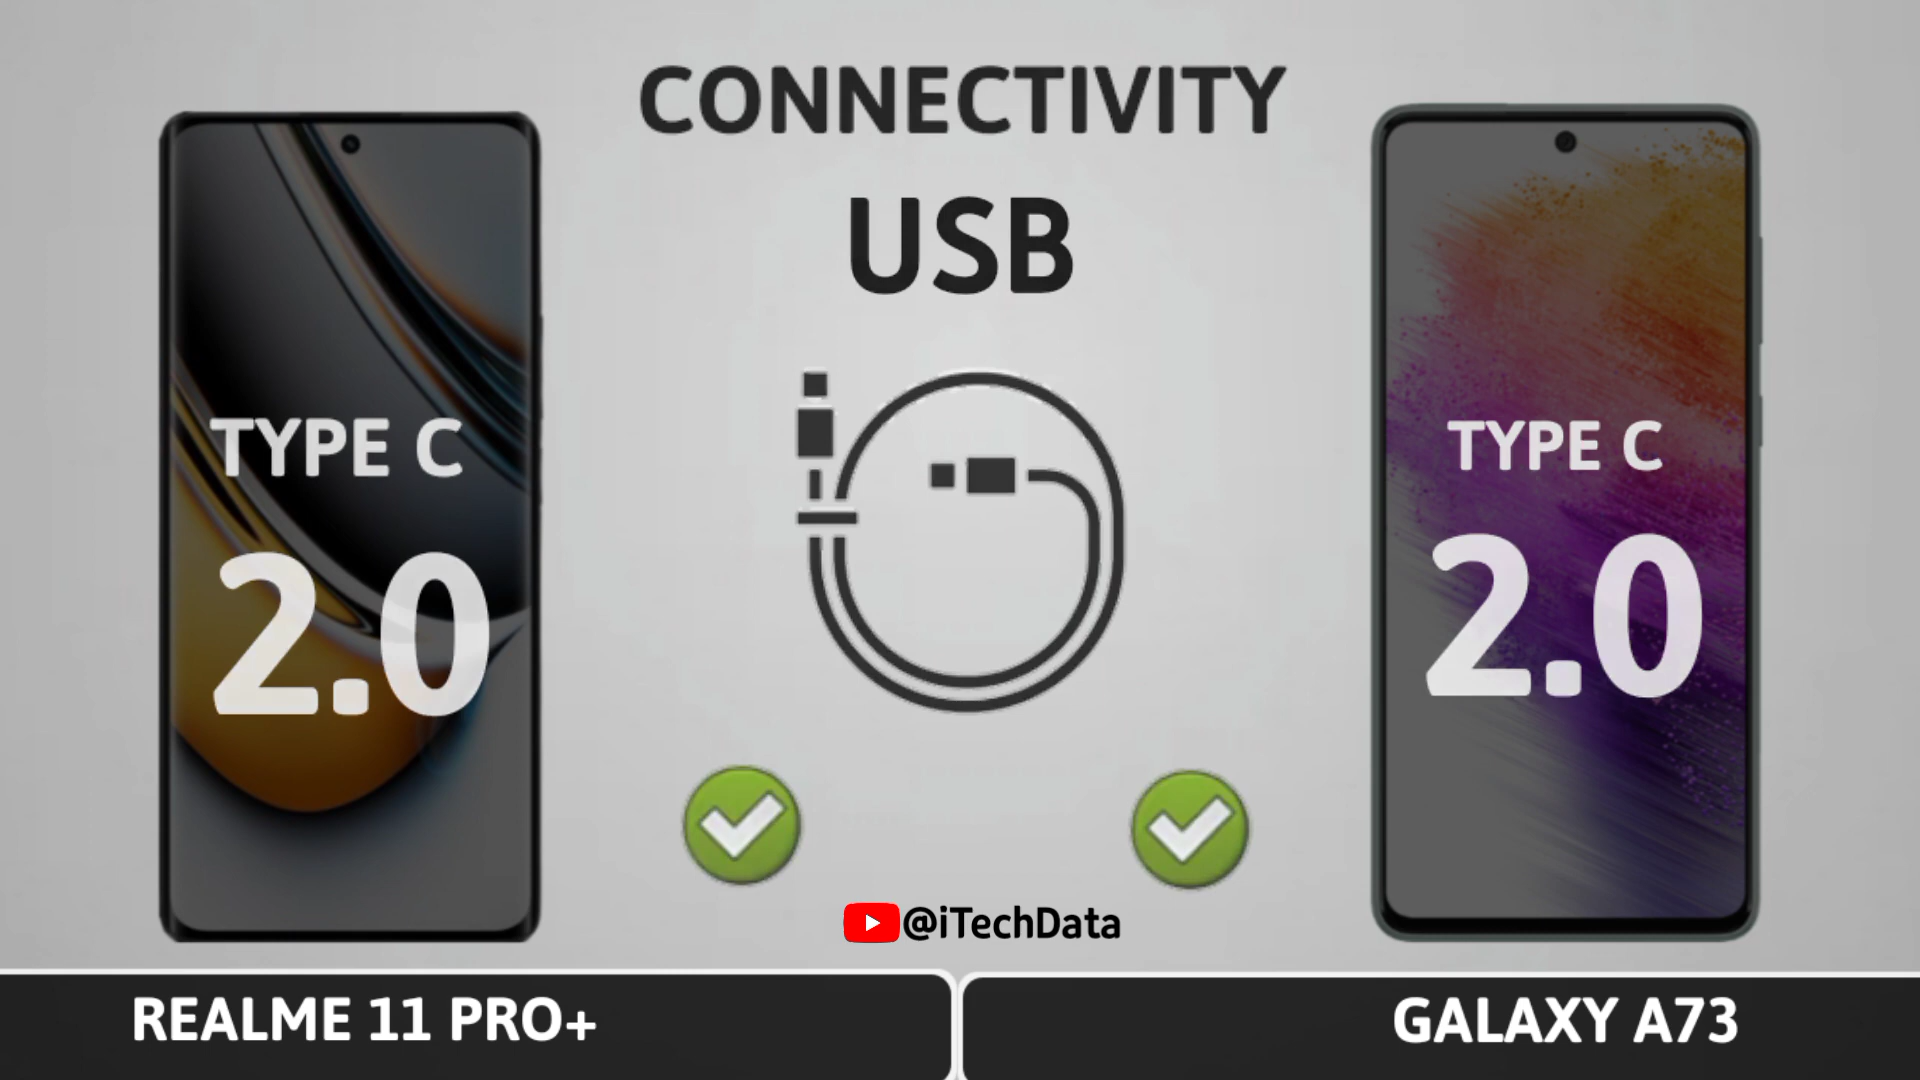 CONNECTIVITY
USB
TYPE C
2.0
TYPE C
2.0
@iTechData
REALME 11 PRO+
GALAXY A73